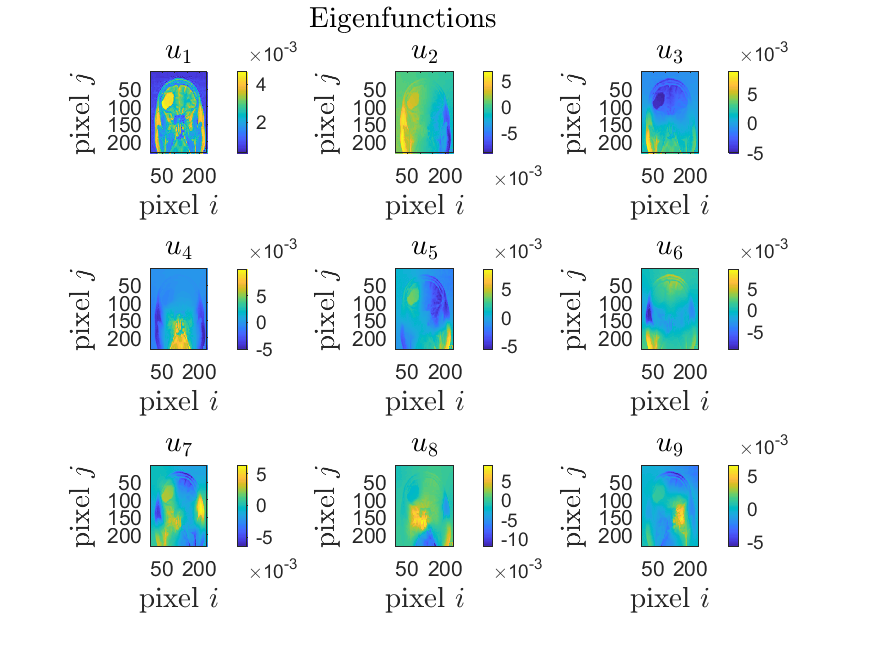 Eigenfunctions
u1 u2 u3
×10-3 ×10-3
pixel j 50 100 150 200 4 2
pixel j 50 100 150 200 5 0 -5
pixel j 50 100 150 200 5 0 -5
50 200 50 200 ×10-3 50 200
pixel i pixel i pixel i
u4 u5 u6
×10-3 ×10-3 ×10-3
pixel j 50 100 150 200 5 0 -5
pixel j 50 100 150 200 5 0 -5
pixel j 50 100 150 200 5 0 -5
50 200 50 200 50 200
pixel i pixel i pixel i
u7 u8 u9
×10-3
pixel j 50 100 150 200 5 0 -5
pixel j 50 100 150 200 5 0 -5 -10
pixel j 50 100 150 200 5 0 -5
50 200 ×10-3 50 200 ×10-3 50 200
pixel i pixel i pixel i